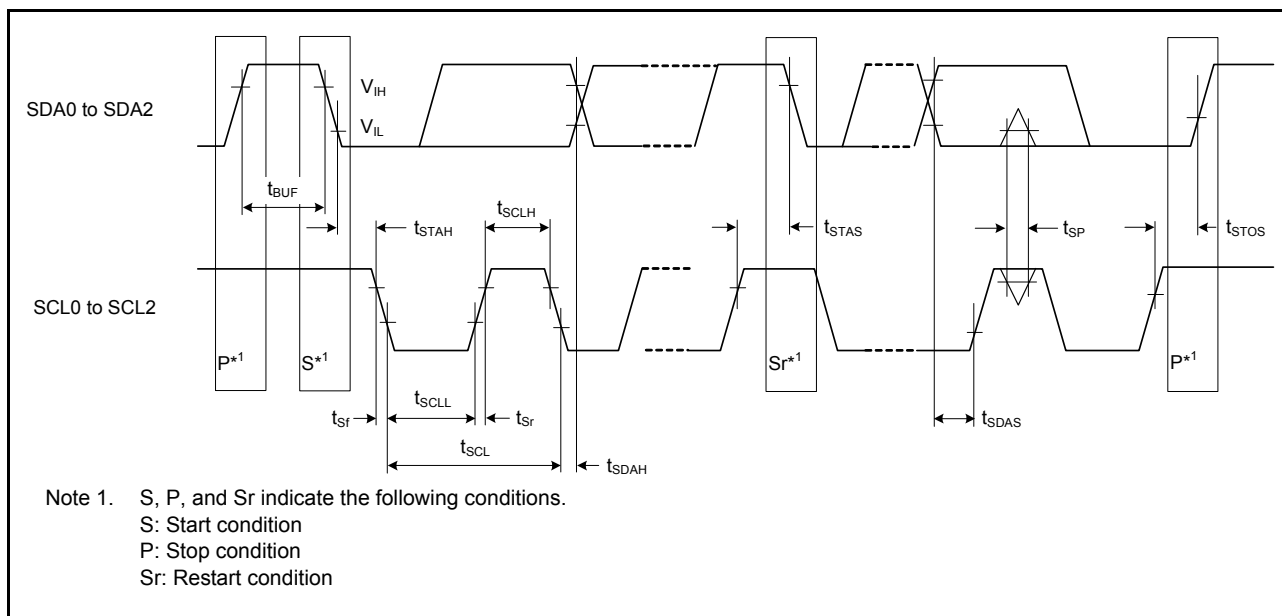 SDA0 to SDA2
VIH
VIL
tBUF
tSTAH
tSCLH
tSTAS
tSP
tSTOS
SCL0 to SCL2
P*1
S*1
Sr*1
P*1
tSf
tSCLL
tSr
tSCL
tSDAH
tSDAS
Note 1. S, P, and Sr indicate the following conditions.
S: Start condition
P: Stop condition
Sr: Restart condition